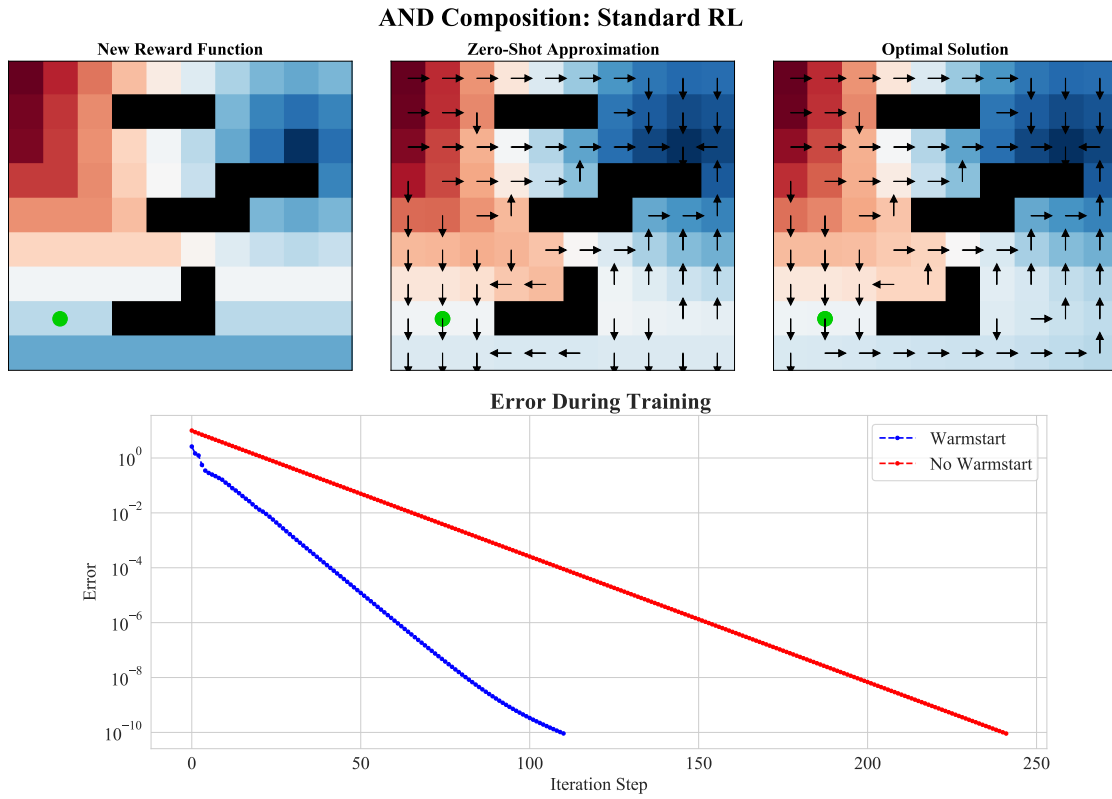 AND Composition: Standard RL
New Reward Function
Zero-Shot Approximation
Optimal Solution
Error During Training
Warmstart
No Warmstart
Error
10^0
10^−2
10^−4
10^−6
10^−8
10^−10
0 50 100 150 200 250
Iteration Step